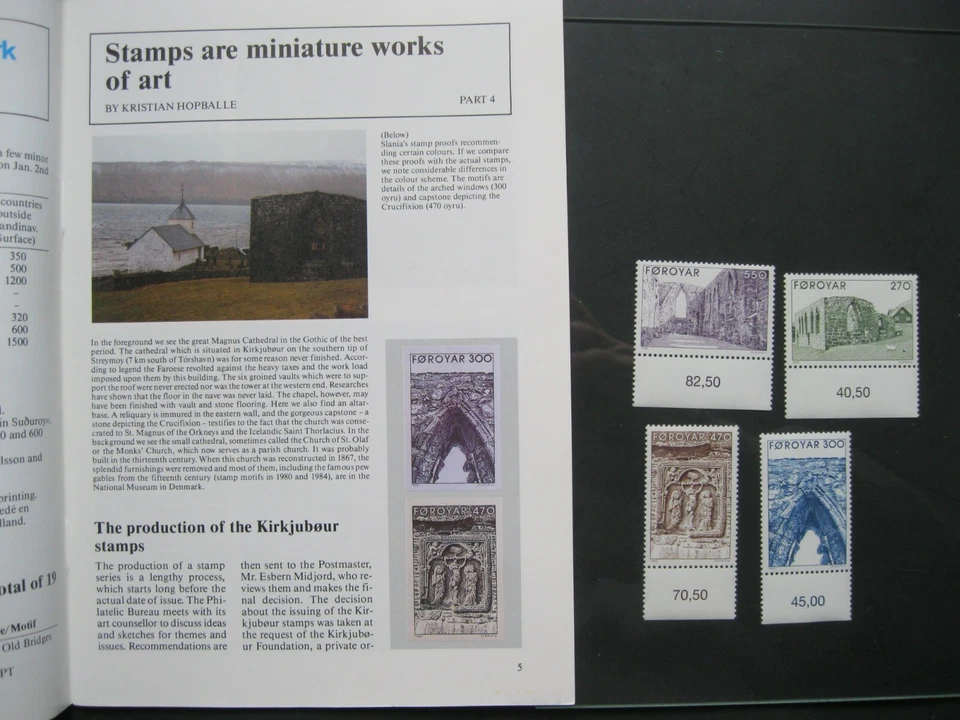 rk
a few minor
on Jan. 2nd
countries
outside
andinav.
Surface)
350
500
1200
–
–
320
600
1500
in Suðuroy.
0 and 600
lsson and
printing.
edé en
lland.
otal of 19
e/Motif
Old Bridges
PT
Stamps are miniature works
of art
BY KRISTIAN HOPBALLE
PART 4
(Below)
Slania's stamp proofs recommen-
ding certain colours. If we compare
these proofs with the actual stamps,
we note considerable differences in
the colour scheme. The motifs are
details of the arched windows (300
oyru) and capstone depicting the
Crucifixion (470 oyru).
In the foreground we see the great Magnus Cathedral in the Gothic of the best
period. The cathedral which is situated in Kirkjubøur on the southern tip of
Streymoy (7 km south of Tórshavn) was for some reason never finished. Accor-
ding to legend the Faroese revolted against the heavy taxes and the work load
imposed upon them by this building. The six groined vaults which were to sup-
port the roof were never erected nor was the tower at the western end. Researches
have shown that the floor in the nave was never laid. The chapel, however, may
have been finished with vault and stone flooring. Here we also find an altar-
base. A reliquary is immured in the eastern wall, and the gorgeous capstone – a
stone depicting the Crucifixion – testifies to the fact that the church was conse-
crated to St. Magnus of the Orkneys and the Icelandic Saint Thorlacius. In the
background we see the small cathedral, sometimes called the Church of St. Olaf
or the Monks' Church, which now serves as a parish church. It was probably
built in the thirteenth century. When this church was reconstructed in 1867, the
splendid furnishings were removed and most of them, including the famous pew
gables from the fifteenth century (stamp motifs in 1980 and 1984), are in the
National Museum in Denmark.
The production of the Kirkjubøur
stamps
The production of a stamp
series is a lengthy process,
which starts long before the
actual date of issue. The Phi-
latelic Bureau meets with its
art counsellor to discuss ideas
and sketches for themes and
issues. Recommendations are
then sent to the Postmaster,
Mr. Esbern Midjord, who re-
views them and makes the fi-
nal decision. The decision
about the issuing of the Kir-
kjubøur stamps was taken at
the request of the Kirkjubø-
ur Foundation, a private or-
FØROYAR 300
FØROYAR 470
5
FØROYAR 550
82,50
FØROYAR 270
40,50
FØROYAR 470
70,50
FØROYAR 300
45,00